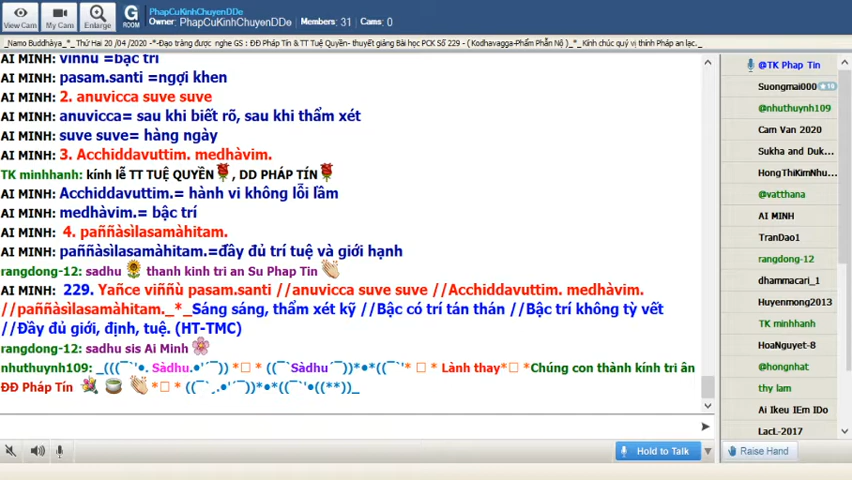 View Cam
My Cam
Enlarge
G
ROOM
PhapCuKinhChuyenDDe
Owner: PhapCuKinhChuyenDDe Members: 31 Cams: 0
_Namo Buddhàya_*_ Thứ Hai 20 /04 /2020 -*-Đạo tràng được nghe GS : ĐĐ Pháp Tín & TT Tuệ Quyền- thuyết giảng Bài học PCK Số 229 - ( Kodhavagga-Phẩm Phẫn Nộ )_*_ Kính chúc quý vị thính Pháp an lạc._
AI MINH: viññu =bậc trí
AI MINH: pasam.santi =ngợi khen
AI MINH: 2. anuvicca suve suve
AI MINH: anuvicca= sau khi biết rõ, sau khi thẩm xét
AI MINH: suve suve= hàng ngày
AI MINH: 3. Acchiddavuttim. medhàvim.
TK minhhanh: kính lễ TT TUỆ QUYỀN, DD PHÁP TÍN
AI MINH: Acchiddavuttim.= hành vi không lỗi lầm
AI MINH: medhàvim.= bậc trí
AI MINH: 4. paññàsìlasamàhitam.
AI MINH: paññàsìlasamàhitam.=đầy đủ trí tuệ và giới hạnh
rangdong-12: sadhu thanh kinh tri an Su Phap Tin
AI MINH: 229. Yañce viññù pasam.santi //anuvicca suve suve //Acchiddavuttim. medhàvim.
//paññàsìlasamàhitam._*_Sáng sáng, thẩm xét kỹ //Bậc có trí tán thán //Bậc trí không tỳ vết
//Đầy đủ giới, định, tuệ. (HT-TMC)
rangdong-12: sadhu sis Ai Minh
nhuthuynh109: _(((¯`'•. Sàdhu.•'´¯)) *□ * ((¯`Sàdhu´¯))*•*((¯`'* □ * Lành thay*□ *Chúng con thành kính tri ân
ĐĐ Pháp Tín *□ * ((¯`¸.•'´¯))*•*•((¯`'•((**))_
Hold to Talk
@TK Phap Tin
Suongmai000
@nhuthuynh109
Cam Van 2020
Sukha and Duk...
HongThiKimNhu...
@vatthana
AI MINH
TranDao1
rangdong-12
dhammacari_1
Huyenmong2013
TK minhhanh
HoaNguyet-8
@hongnhat
thy lam
Ai Ikeu IEm IDo
LacL-2017
Raise Hand